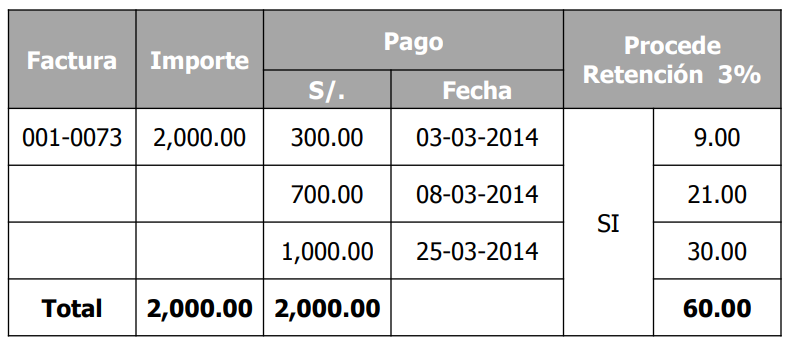 Factura Importe Pago Procede Retención 3%
S/. Fecha
001-0073 2,000.00 300.00 03-03-2014 SI 9.00
700.00 08-03-2014 21.00
1,000.00 25-03-2014 30.00
Total 2,000.00 2,000.00 60.00